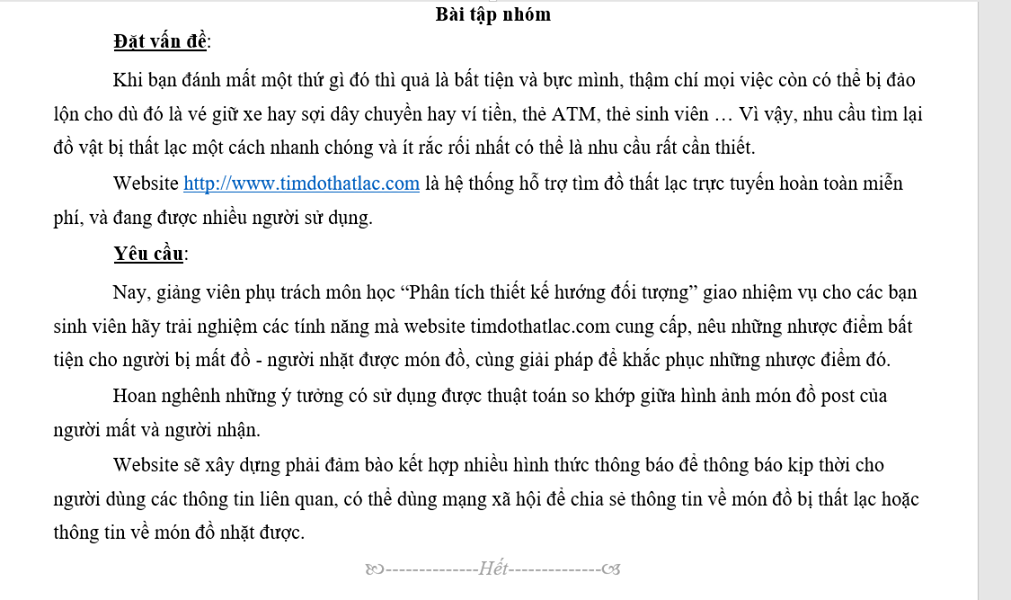 Bài tập nhóm
Đặt vấn đề:
Khi bạn đánh mất một thứ gì đó thì quả là bất tiện và bực mình, thậm chí mọi việc còn có thể bị đảo
lộn cho dù đó là vé giữ xe hay sợi dây chuyền hay ví tiền, thẻ ATM, thẻ sinh viên … Vì vậy, nhu cầu tìm lại
đồ vật bị thất lạc một cách nhanh chóng và ít rắc rối nhất có thể là nhu cầu rất cần thiết.
Website http://www.timdothatlac.com là hệ thống hỗ trợ tìm đồ thất lạc trực tuyến hoàn toàn miễn
phí, và đang được nhiều người sử dụng.
Yêu cầu:
Nay, giảng viên phụ trách môn học “Phân tích thiết kế hướng đối tượng” giao nhiệm vụ cho các bạn
sinh viên hãy trải nghiệm các tính năng mà website timdothatlac.com cung cấp, nêu những nhược điểm bất
tiện cho người bị mất đồ - người nhặt được món đồ, cùng giải pháp để khắc phục những nhược điểm đó.
Hoan nghênh những ý tưởng có sử dụng được thuật toán so khớp giữa hình ảnh món đồ post của
người mất và người nhận.
Website sẽ xây dựng phải đảm bào kết hợp nhiều hình thức thông báo để thông báo kịp thời cho
người dùng các thông tin liên quan, có thể dùng mạng xã hội để chia sẻ thông tin về món đồ bị thất lạc hoặc
thông tin về món đồ nhặt được.
--------------Hết--------------